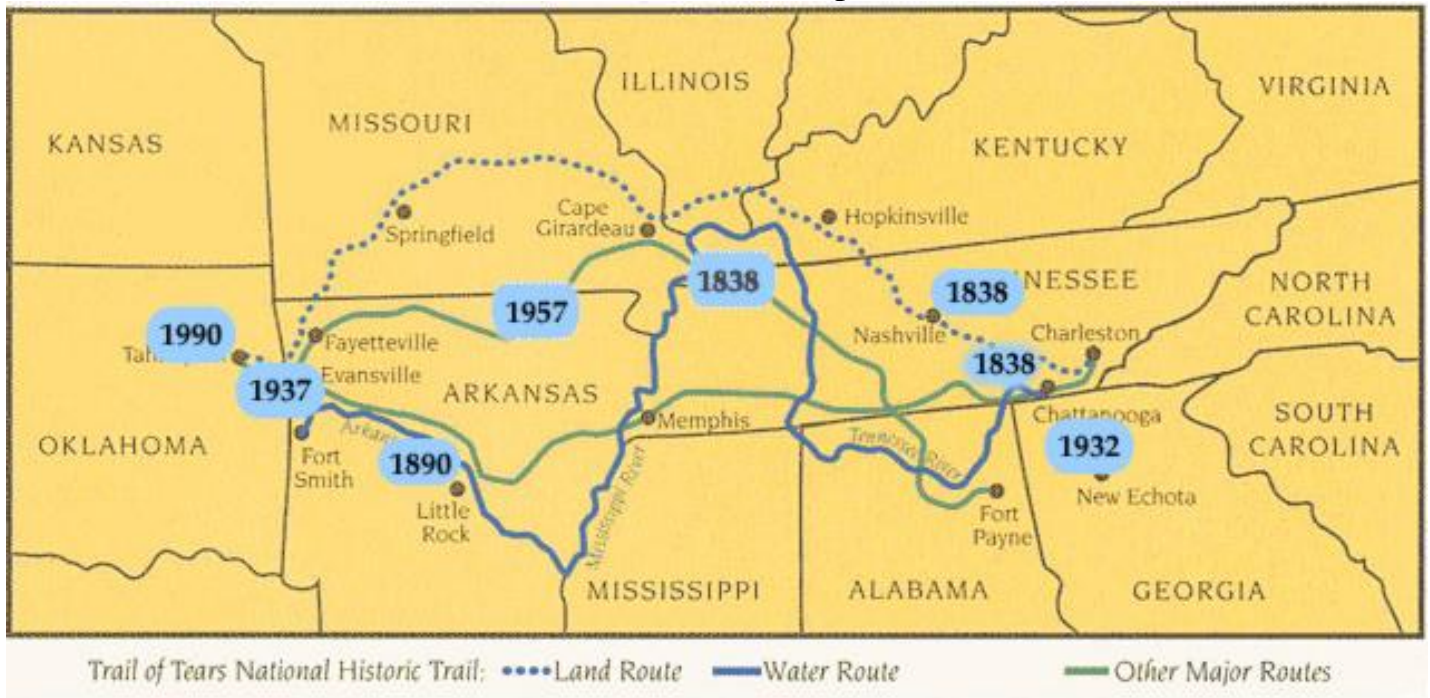 ILLINOIS
VIRGINIA
MISSOURI
KANSAS
KENTUCKY
Cape
Girardeau
Hopkinsville
Springfield
1838
1838
NNESSEE
NORTH
CAROLINA
1957
1990
Nashville
Charleston
Fayetteville
1838
1937
Evansville
ARKANSAS
Chattanooga
SOUTH
CAROLINA
Memphis
OKLAHOMA
Fort
Smith
1890
Tennessee River
1932
New Echota
Little
Rock
Mississippi River
Fort
Payne
MISSISSIPPI
ALABAMA
GEORGIA
Trail of Tears National Historic Trail: Land Route Water Route Other Major Routes